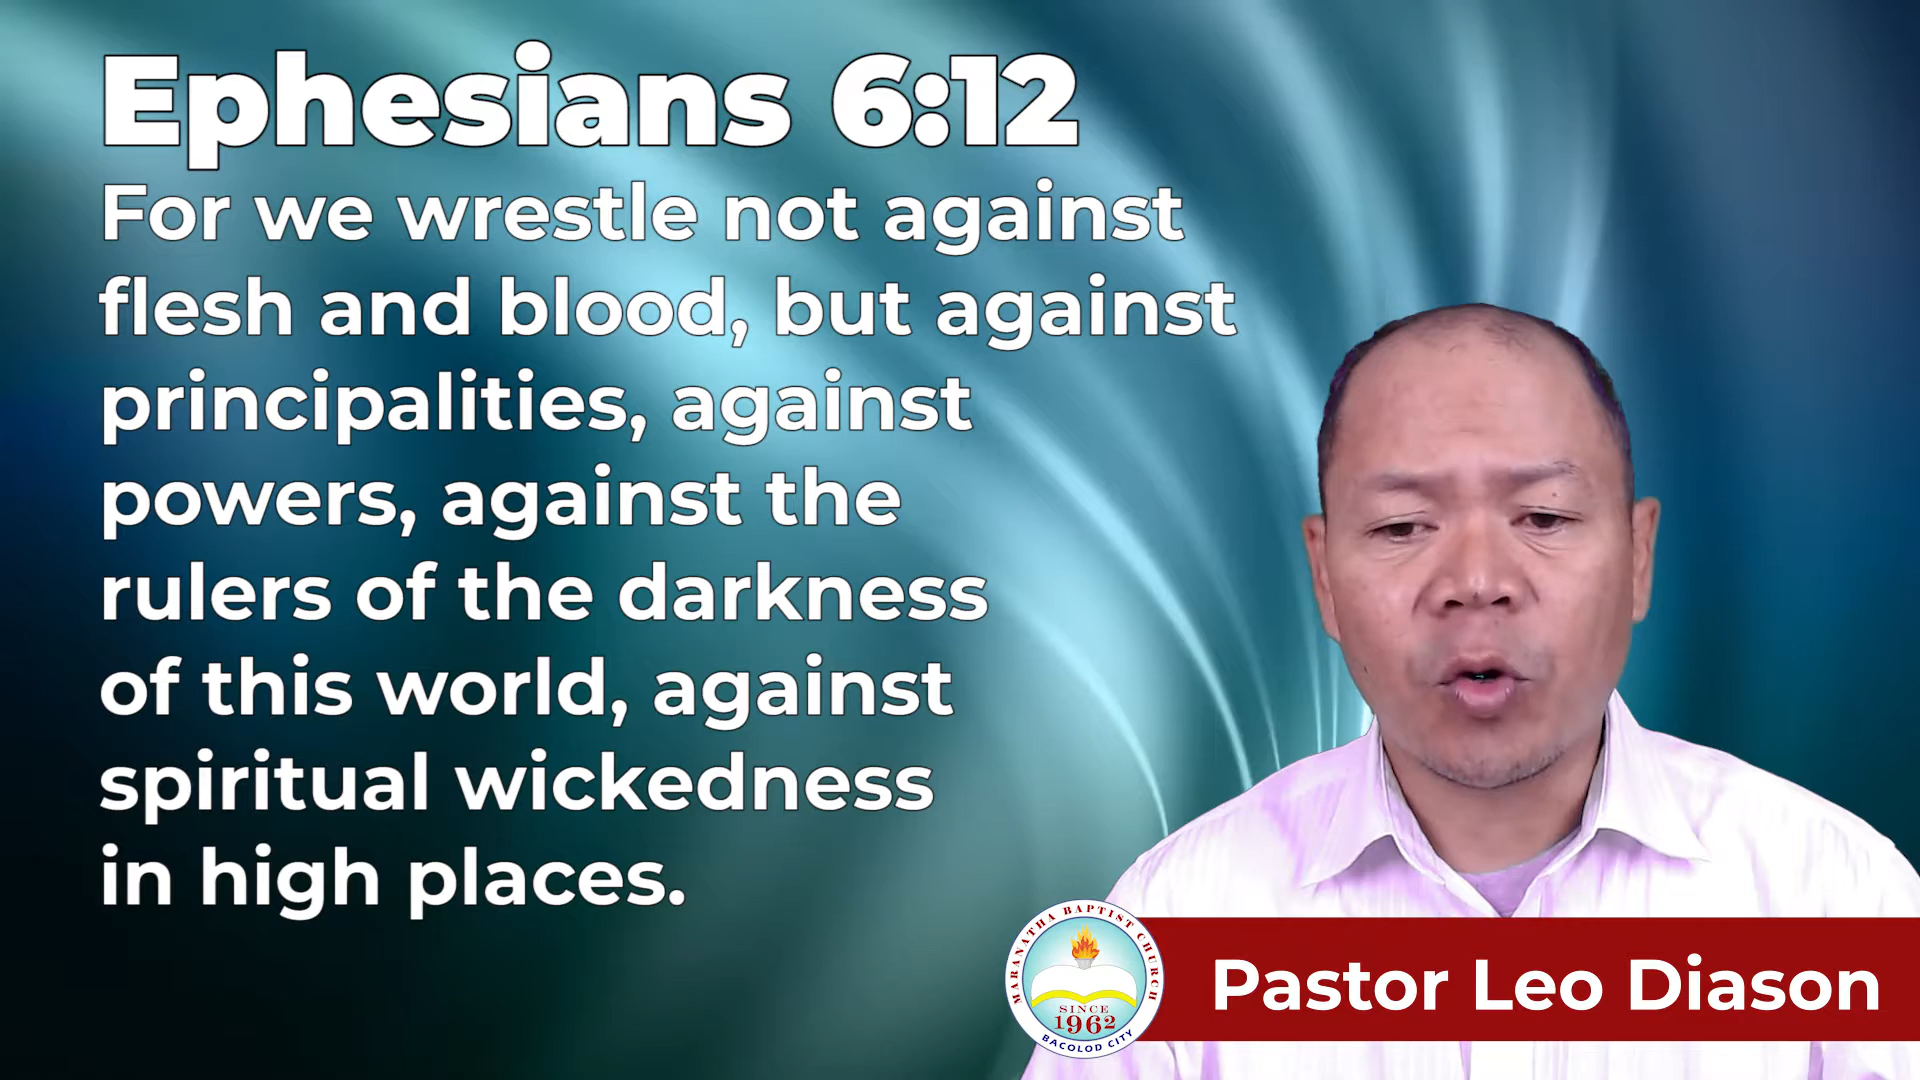 Ephesians 6:12
For we wrestle not against
flesh and blood, but against
principalities, against
powers, against the
rulers of the darkness
of this world, against
spiritual wickedness
in high places.
MARANATHA BAPTIST CHURCH
SINCE
1962
BACOLOD CITY
Pastor Leo Diason